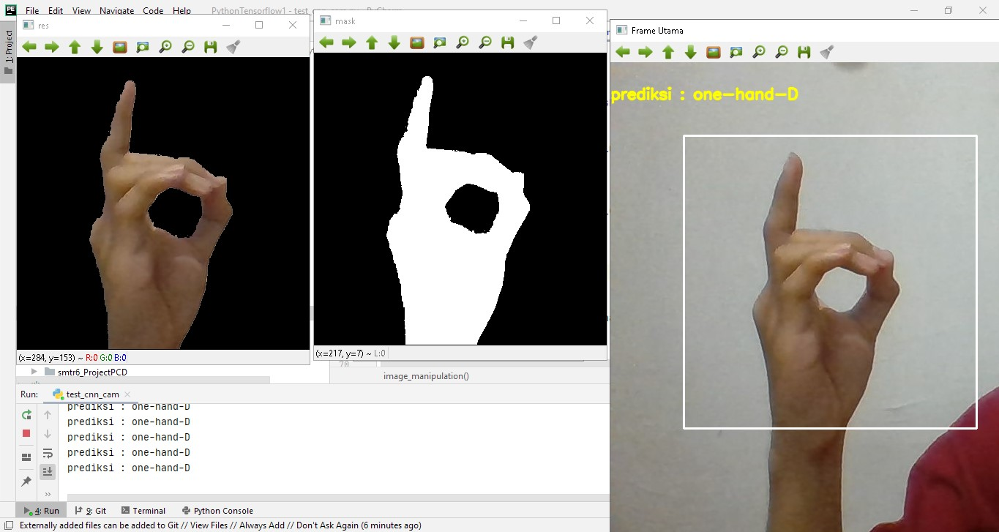 File Edit View Navigate Code Help PythonTensorflow1 - test_cnn_cam.py - PyCharm
1: Project
res
mask
Frame Utama
prediksi : one-hand-D
(x=284, y=153) ~ R:0 G:0 B:0
(x=217, y=7) ~ L:0
smtr6_ProjectPCD
70
image_manipulation()
Run: test_cnn_cam
prediksi : one-hand-D
prediksi : one-hand-D
prediksi : one-hand-D
prediksi : one-hand-D
prediksi : one-hand-D
4: Run 9: Git Terminal Python Console
Externally added files can be added to Git // View Files // Always Add // Don't Ask Again (6 minutes ago)